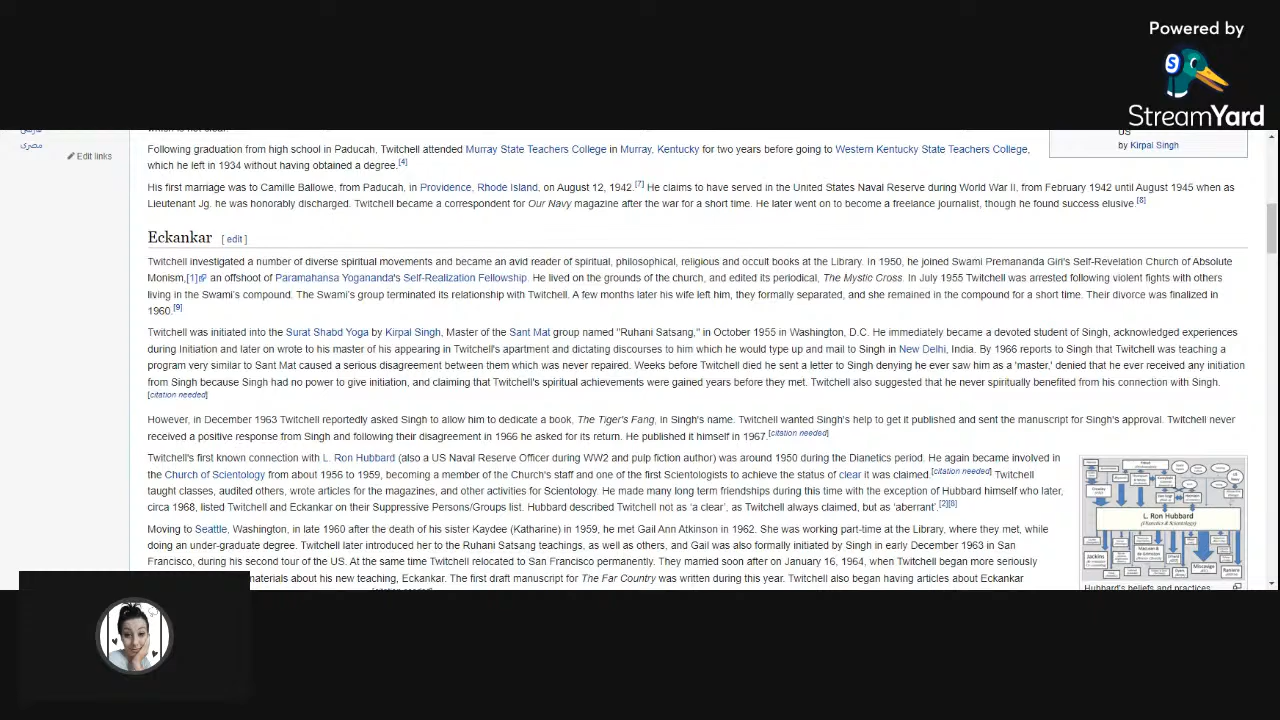 Powered by
StreamYard
which is not clear.
فارسی
مصرى
Edit links
US
by Kirpal Singh
Following graduation from high school in Paducah, Twitchell attended Murray State Teachers College in Murray, Kentucky for two years before going to Western Kentucky State Teachers College,
which he left in 1934 without having obtained a degree.[4]
His first marriage was to Camille Ballowe, from Paducah, in Providence, Rhode Island, on August 12, 1942.[7] He claims to have served in the United States Naval Reserve during World War II, from February 1942 until August 1945 when as
Lieutenant Jg, he was honorably discharged. Twitchell became a correspondent for Our Navy magazine after the war for a short time. He later went on to become a freelance journalist, though he found success elusive.[8]
Eckankar [ edit ]
Twitchell investigated a number of diverse spiritual movements and became an avid reader of spiritual, philosophical, religious and occult books at the Library. In 1950, he joined Swami Premananda Giri's Self-Revelation Church of Absolute
Monism,[1] an offshoot of Paramahansa Yogananda's Self-Realization Fellowship. He lived on the grounds of the church, and edited its periodical, The Mystic Cross. In July 1955 Twitchell was arrested following violent fights with others
living in the Swami's compound. The Swami's group terminated its relationship with Twitchell. A few months later his wife left him, they formally separated, and she remained in the compound for a short time. Their divorce was finalized in
1960.[9]
Twitchell was initiated into the Surat Shabd Yoga by Kirpal Singh, Master of the Sant Mat group named "Ruhani Satsang," in October 1955 in Washington, D.C. He immediately became a devoted student of Singh, acknowledged experiences
during Initiation and later on wrote to his master of his appearing in Twitchell's apartment and dictating discourses to him which he would type up and mail to Singh in New Delhi, India. By 1966 reports to Singh that Twitchell was teaching a
program very similar to Sant Mat caused a serious disagreement between them which was never repaired. Weeks before Twitchell died he sent a letter to Singh denying he ever saw him as a 'master,' denied that he ever received any initiation
from Singh because Singh had no power to give initiation, and claiming that Twitchell's spiritual achievements were gained years before they met. Twitchell also suggested that he never spiritually benefited from his connection with Singh.
[citation needed]
However, in December 1963 Twitchell reportedly asked Singh to allow him to dedicate a book, The Tiger's Fang, in Singh's name. Twitchell wanted Singh's help to get it published and sent the manuscript for Singh's approval. Twitchell never
received a positive response from Singh and following their disagreement in 1966 he asked for its return. He published it himself in 1967.[citation needed]
Twitchell's first known connection with L. Ron Hubbard (also a US Naval Reserve Officer during WW2 and pulp fiction author) was around 1950 during the Dianetics period. He again became involved in
the Church of Scientology from about 1956 to 1959, becoming a member of the Church's staff and one of the first Scientologists to achieve the status of clear it was claimed.[citation needed] Twitchell
taught classes, audited others, wrote articles for the magazines, and other activities for Scientology. He made many long term friendships during this time with the exception of Hubbard himself who later,
circa 1968, listed Twitchell and Eckankar on their Suppressive Persons/Groups list. Hubbard described Twitchell not as 'a clear', as Twitchell always claimed, but as 'aberrant'.[2][6]
Moving to Seattle, Washington, in late 1960 after the death of his sister Kaydee (Katharine) in 1959, he met Gail Ann Atkinson in 1962. She was working part-time at the Library, where they met, while
doing an under-graduate degree. Twitchell later introduced her to the Ruhani Satsang teachings, as well as others, and Gail was also formally initiated by Singh in early December 1963 in San
Francisco, during his second tour of the US. At the same time Twitchell relocated to San Francisco permanently. They married soon after on January 16, 1964, when Twitchell began more seriously
materials about his new teaching, Eckankar. The first draft manuscript for The Far Country was written during this year. Twitchell also began having articles about Eckankar
L. Ron Hubbard
Hubbard's beliefs and practices